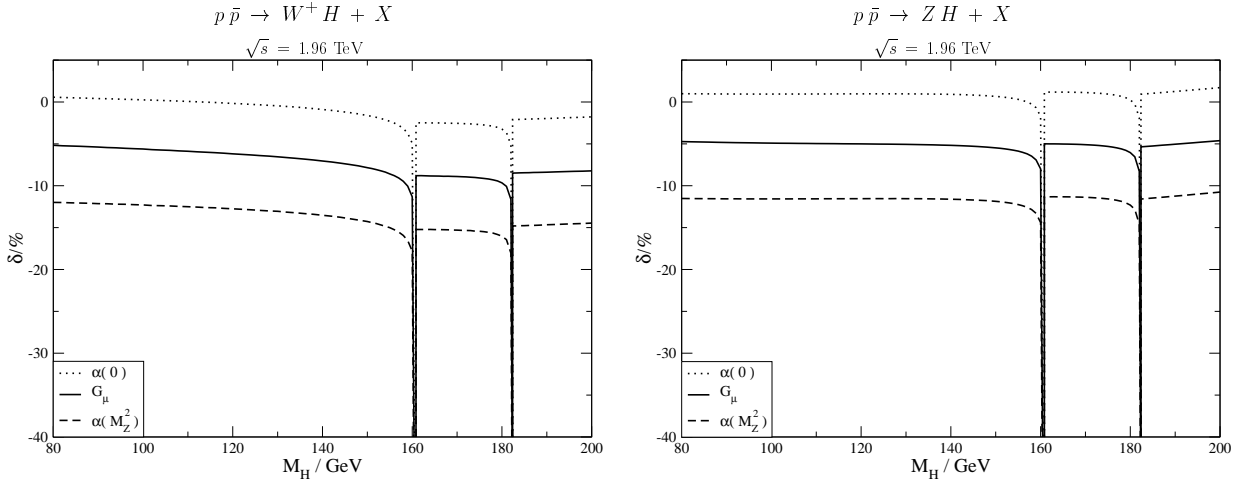 p p̄ → W⁺ H + X
√s = 1.96 TeV
0
-10
-20
-30
-40
δ/%
α(0)
G_μ
α(M_Z²)
80 100 120 140 160 180 200
M_H / GeV
p p̄ → Z H + X
√s = 1.96 TeV
0
-10
-20
-30
-40
δ/%
α(0)
G_μ
α(M_Z²)
80 100 120 140 160 180 200
M_H / GeV